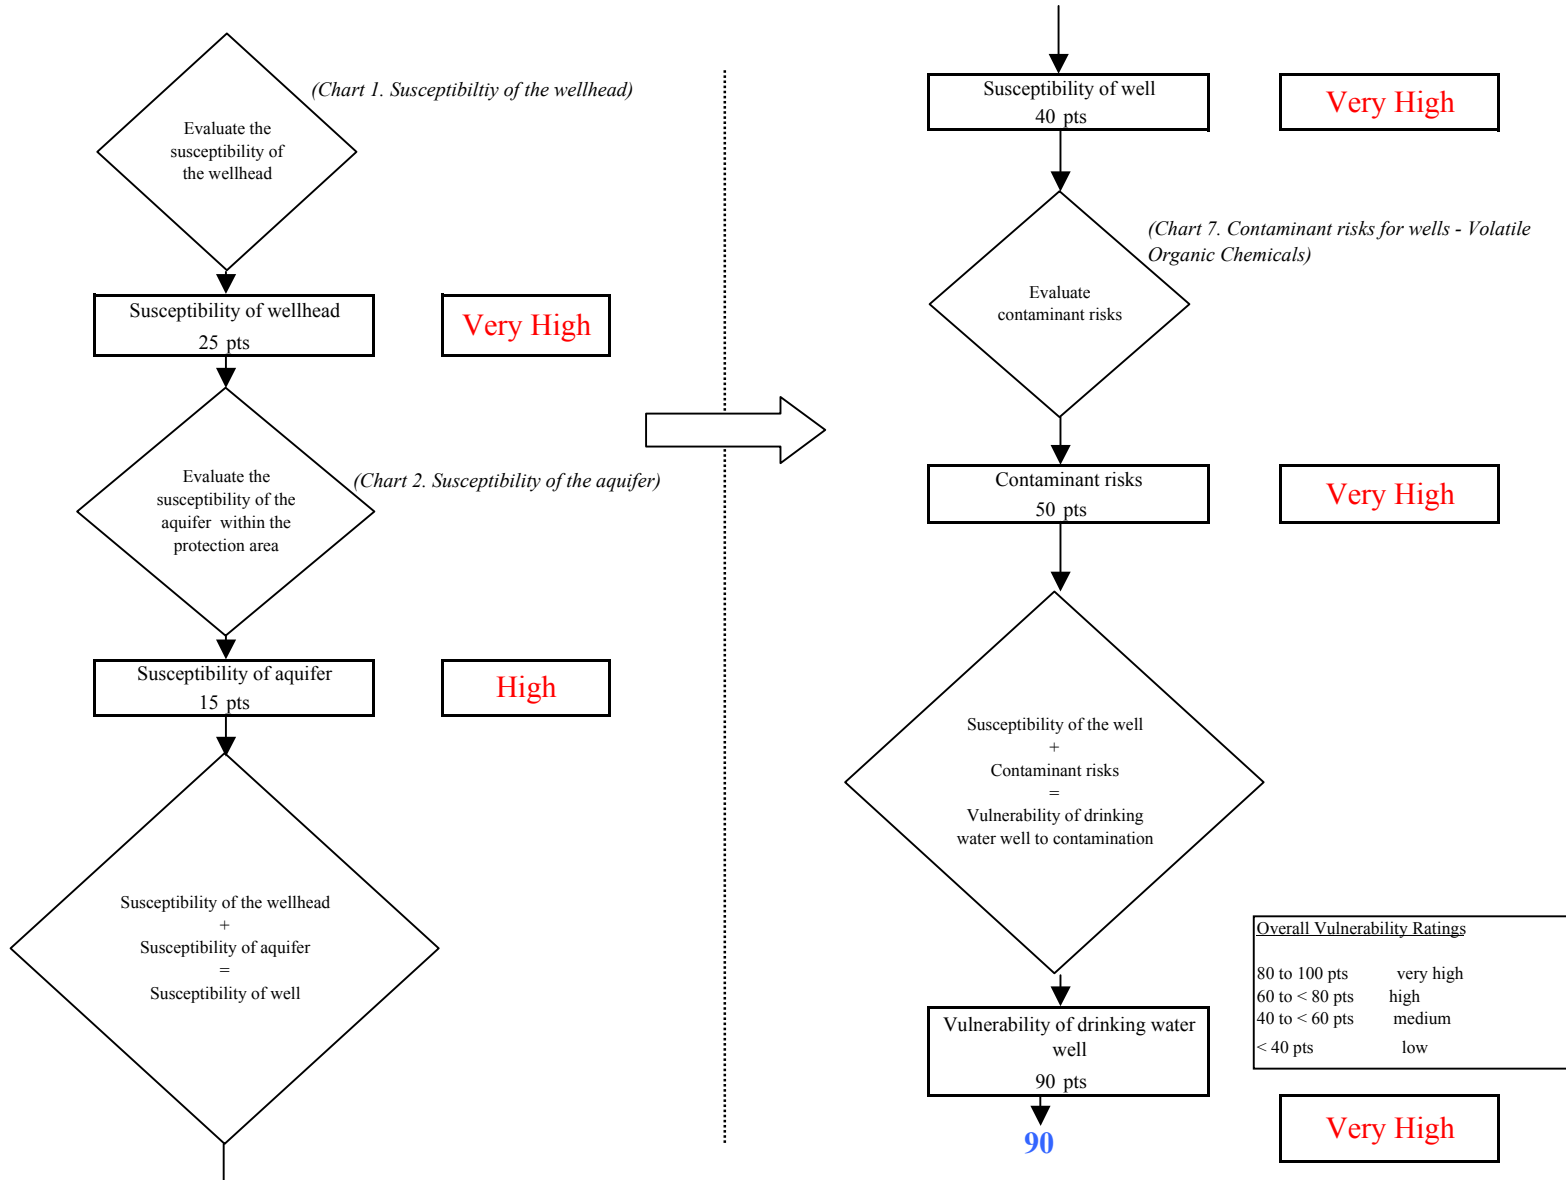 (Chart 1. Susceptibiltiy of the wellhead)
Evaluate the
susceptibility of
the wellhead
Susceptibility of wellhead
25 pts
Very High
Evaluate the
susceptibility of the
aquifer within the
protection area
(Chart 2. Susceptibility of the aquifer)
Susceptibility of aquifer
15 pts
High
Susceptibility of the wellhead
+
Susceptibility of aquifer
=
Susceptibility of well
Susceptibility of well
40 pts
Very High
(Chart 7. Contaminant risks for wells - Volatile
Organic Chemicals)
Evaluate
contaminant risks
Contaminant risks
50 pts
Very High
Susceptibility of the well
+
Contaminant risks
=
Vulnerability of drinking
water well to contamination
Overall Vulnerability Ratings
80 to 100 pts very high
60 to < 80 pts high
40 to < 60 pts medium
< 40 pts low
Vulnerability of drinking water
well
90 pts
90
Very High